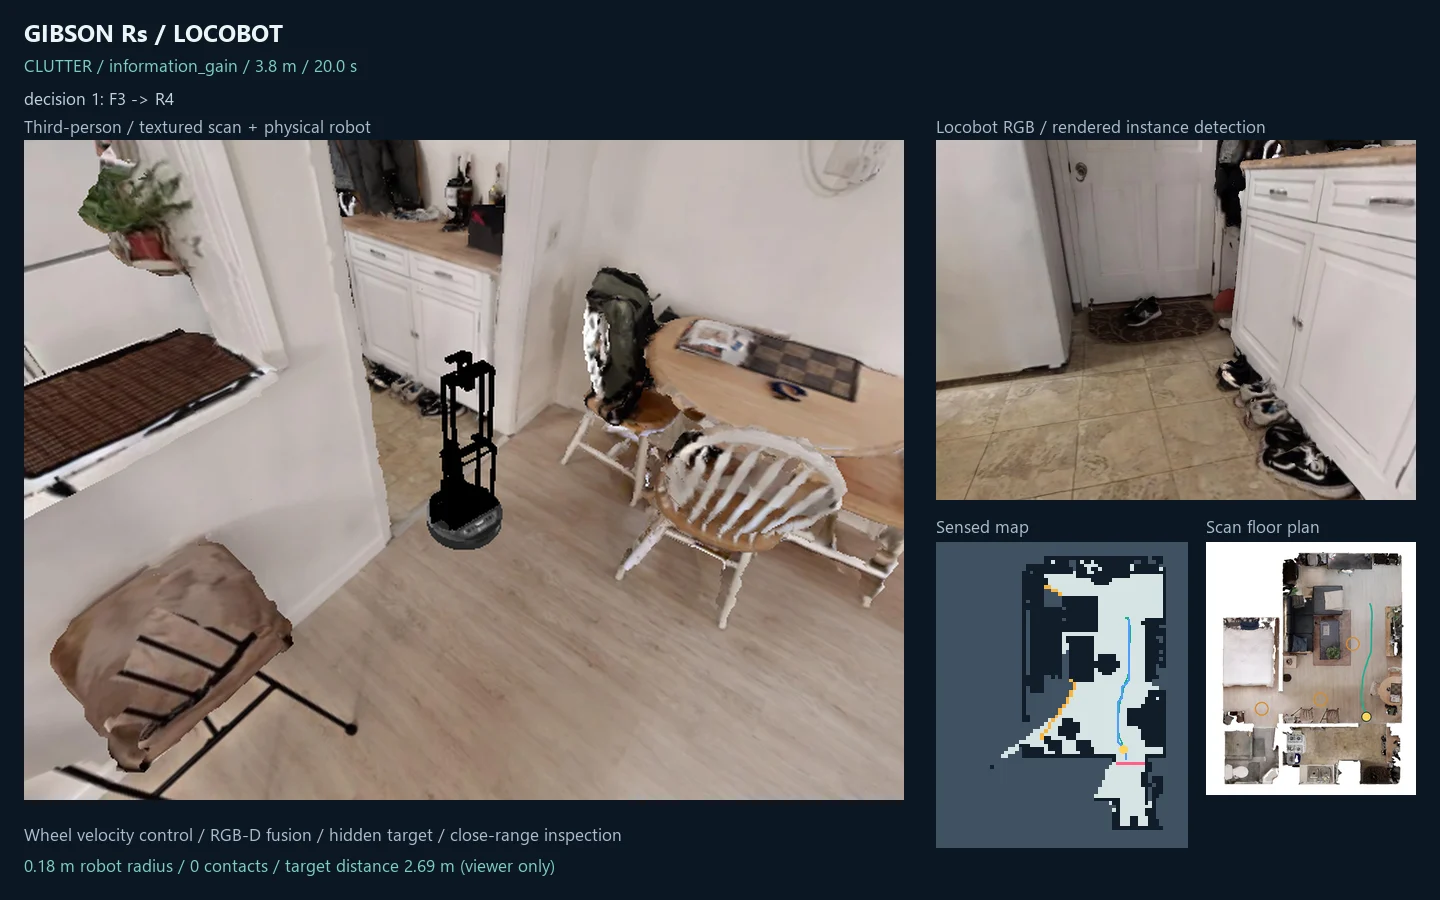 GIBSON Rs / LOCOBOT
CLUTTER / information_gain / 3.8 m / 20.0 s
decision 1: F3 -> R4
Third-person / textured scan + physical robot
Locobot RGB / rendered instance detection
Sensed map
Scan floor plan
Wheel velocity control / RGB-D fusion / hidden target / close-range inspection
0.18 m robot radius / 0 contacts / target distance 2.69 m (viewer only)